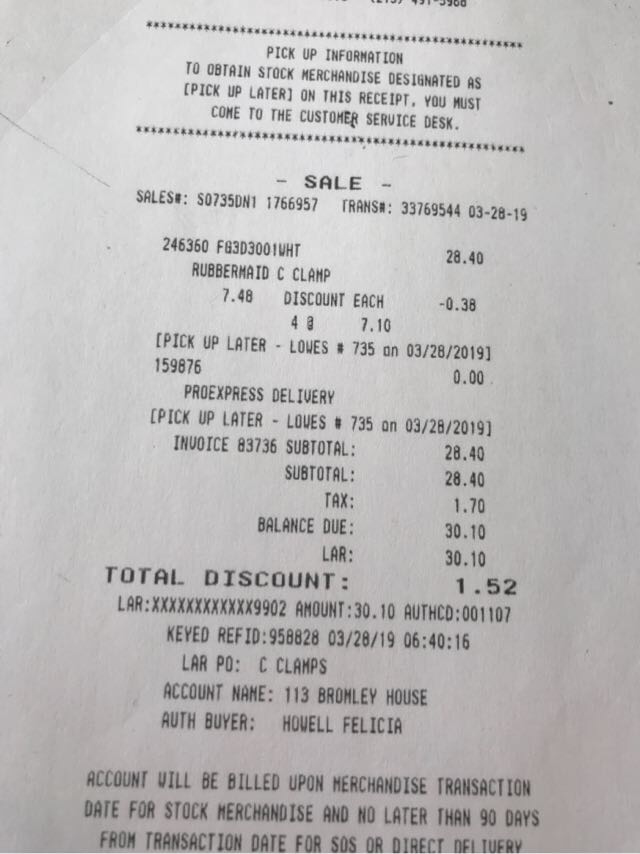 ************************************************
PICK UP INFORMATION
TO OBTAIN STOCK MERCHANDISE DESIGNATED AS
[PICK UP LATER] ON THIS RECEIPT, YOU MUST
COME TO THE CUSTOMER SERVICE DESK.
************************************************
- SALE -
SALES#: S0735DN1 1766957 TRANS#: 33769544 03-28-19
246360 FG3D3001WHT 28.40
RUBBERMAID C CLAMP
7.48 DISCOUNT EACH -0.38
4 @ 7.10
[PICK UP LATER - LOWES # 735 on 03/28/2019]
159876 0.00
PROEXPRESS DELIVERY
[PICK UP LATER - LOWES # 735 on 03/28/2019]
INVOICE 83736 SUBTOTAL: 28.40
SUBTOTAL: 28.40
TAX: 1.70
BALANCE DUE: 30.10
LAR: 30.10
TOTAL DISCOUNT: 1.52
LAR:XXXXXXXXXXXX9902 AMOUNT:30.10 AUTHCD:001107
KEYED REFID:958828 03/28/19 06:40:16
LAR PO: C CLAMPS
ACCOUNT NAME: 113 BROMLEY HOUSE
AUTH BUYER: HOWELL FELICIA
ACCOUNT WILL BE BILLED UPON MERCHANDISE TRANSACTION
DATE FOR STOCK MERCHANDISE AND NO LATER THAN 90 DAYS
FROM TRANSACTION DATE FOR SOS OR DIRECT DELIVERY